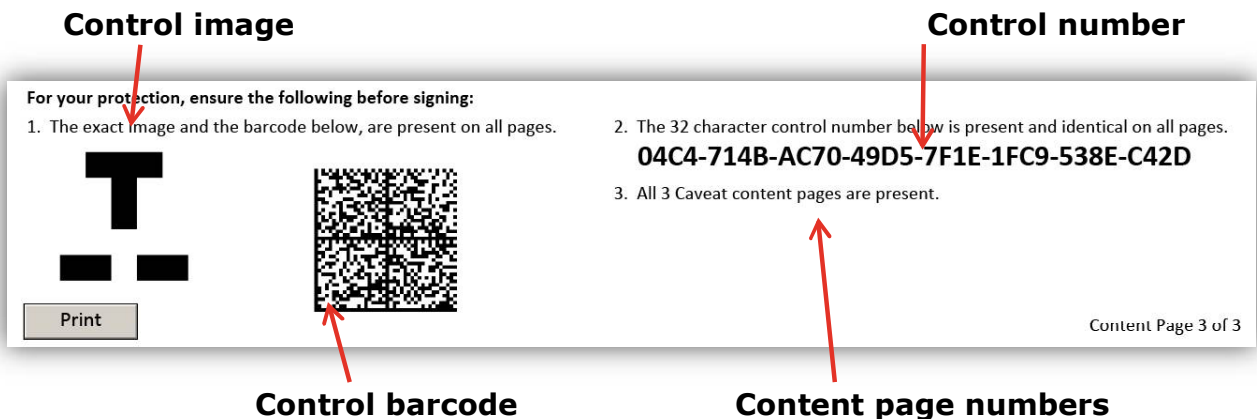 Control image
Control number
For your protection, ensure the following before signing:
1. The exact image and the barcode below, are present on all pages.
2. The 32 character control number below is present and identical on all pages.
04C4-714B-AC70-49D5-7F1E-1FC9-538E-C42D
3. All 3 Caveat content pages are present.
Print
Content Page 3 of 3
Control barcode
Content page numbers